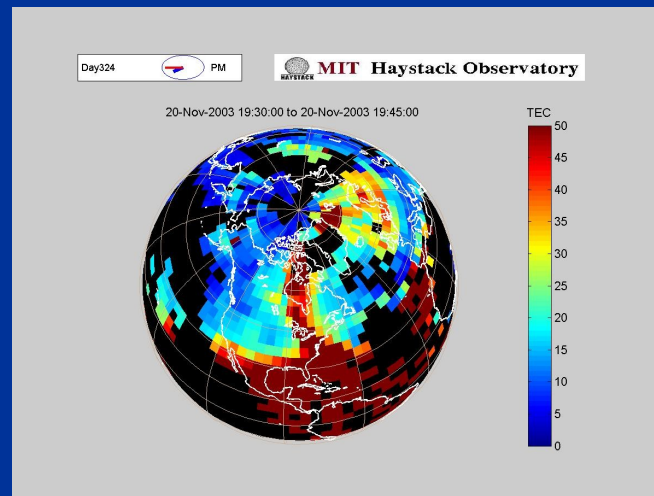 Day324
PM
HAYSTACK
MIT Haystack Observatory
20-Nov-2003 19:30:00 to 20-Nov-2003 19:45:00
TEC
50
45
40
35
30
25
20
15
10
5
0